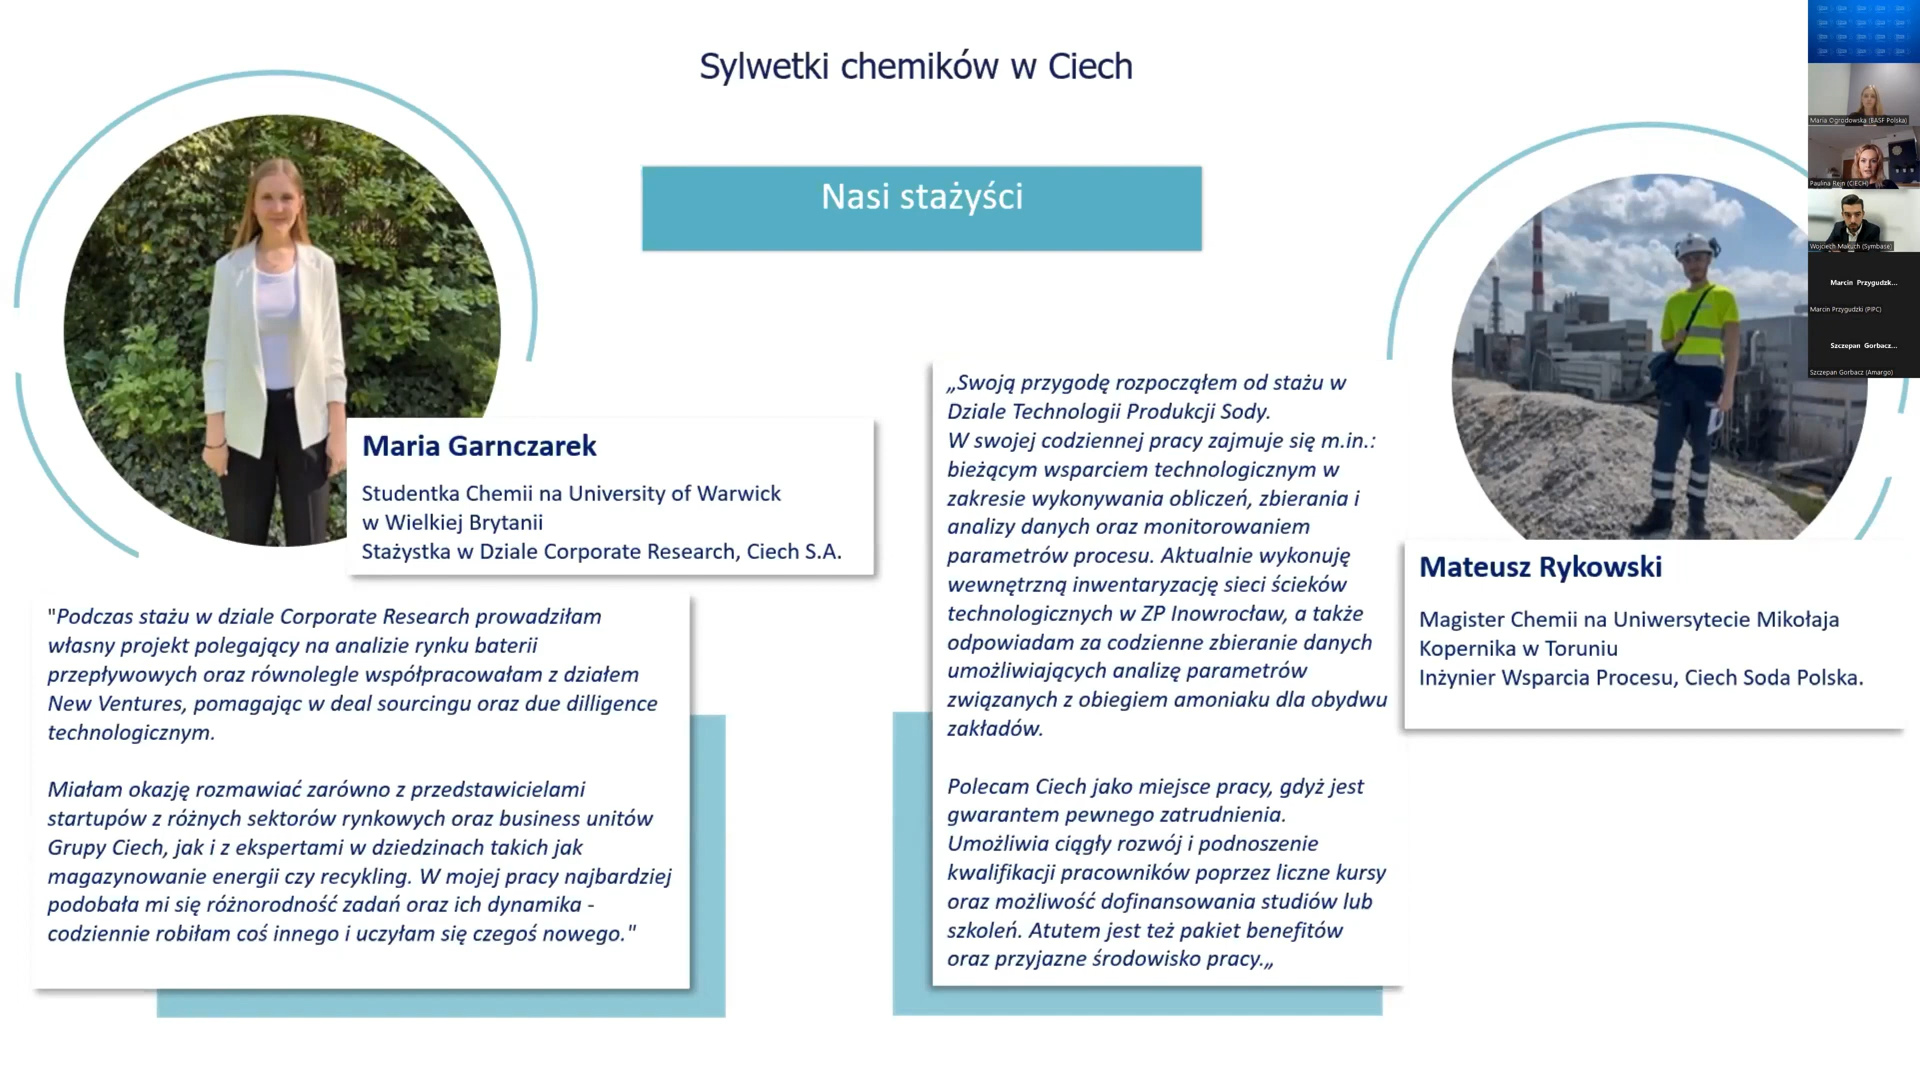 Sylwetki chemików w Ciech
Nasi stażyści
Maria Garnczarek
Studentka Chemii na University of Warwick
w Wielkiej Brytanii
Stażystka w Dziale Corporate Research, Ciech S.A.
"Podczas stażu w dziale Corporate Research prowadziłam
własny projekt polegający na analizie rynku baterii
przepływowych oraz równolegle współpracowałam z działem
New Ventures, pomagając w deal sourcingu oraz due dilligence
technologicznym.
Miałam okazję rozmawiać zarówno z przedstawicielami
startupów z różnych sektorów rynkowych oraz business unitów
Grupy Ciech, jak i z ekspertami w dziedzinach takich jak
magazynowanie energii czy recykling. W mojej pracy najbardziej
podobała mi się różnorodność zadań oraz ich dynamika -
codziennie robiłam coś innego i uczyłam się czegoś nowego."
„Swoją przygodę rozpocząłem od stażu w
Dziale Technologii Produkcji Sody.
W swojej codziennej pracy zajmuje się m.in.:
bieżącym wsparciem technologicznym w
zakresie wykonywania obliczeń, zbierania i
analizy danych oraz monitorowaniem
parametrów procesu. Aktualnie wykonuję
wewnętrzną inwentaryzację sieci ścieków
technologicznych w ZP Inowrocław, a także
odpowiadam za codzienne zbieranie danych
umożliwiających analizę parametrów
związanych z obiegiem amoniaku dla obydwu
zakładów.
Polecam Ciech jako miejsce pracy, gdyż jest
gwarantem pewnego zatrudnienia.
Umożliwia ciągły rozwój i podnoszenie
kwalifikacji pracowników poprzez liczne kursy
oraz możliwość dofinansowania studiów lub
szkoleń. Atutem jest też pakiet benefitów
oraz przyjazne środowisko pracy.„
Mateusz Rykowski
Magister Chemii na Uniwersytecie Mikołaja
Kopernika w Toruniu
Inżynier Wsparcia Procesu, Ciech Soda Polska.
Maria Ogrodowska (BASF Polska)
Paulina Rejn (CIECH)
Wojciech Makuch (Symbase)
Marcin Przygudzk...
Marcin Przygudzki (PIPC)
Szczepan Gorbacz...
Szczepan Gorbacz (Amargo)